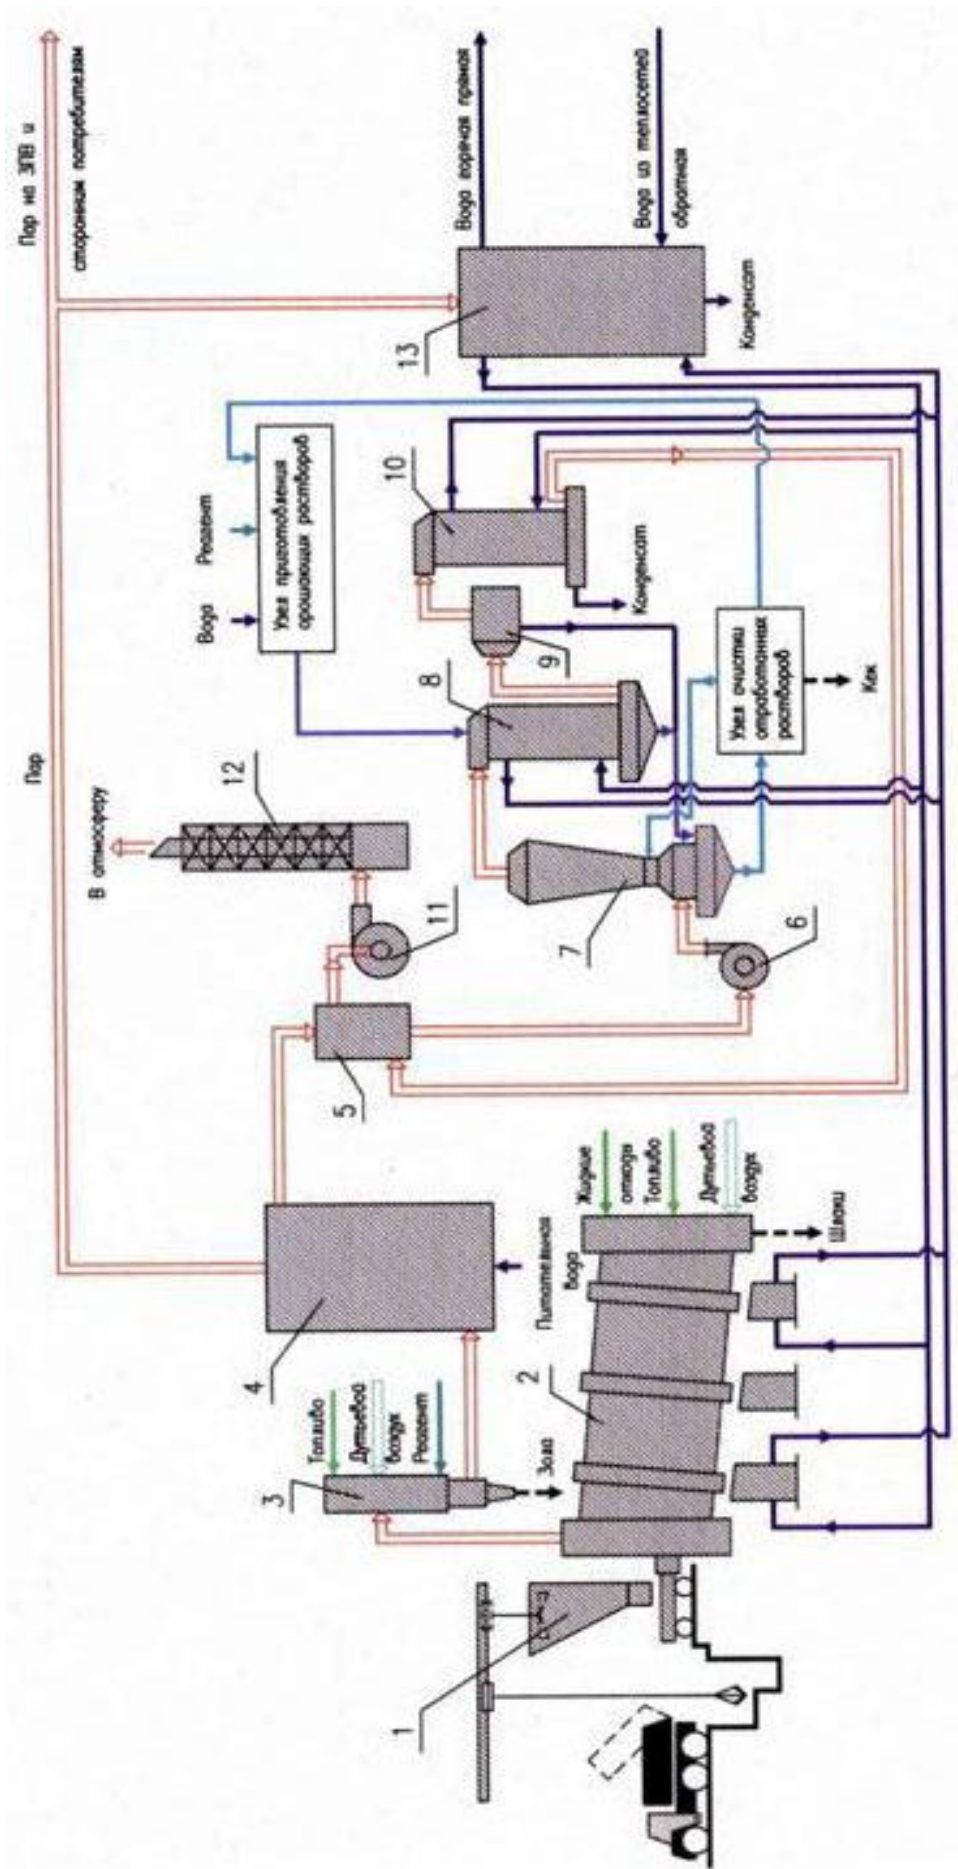 Пар на ЗПВ и
сторонним потребителям
Пар
В атмосферу
12
11
Вода
Реагент
Узел приготовления
орошающих растворов
Вода горячая прямая
Вода из теплосетей
обратная
13
Конденсат
10
9
8
7
6
Конденсат
Узел очистки
отработанных
растворов
Кек
5
4
Питательная
вода
3
Топливо
Дутьевой
воздух
Реагент
Зола
2
Жидкие
отходы
Топливо
Дутьевой
воздух
Шлаки
1